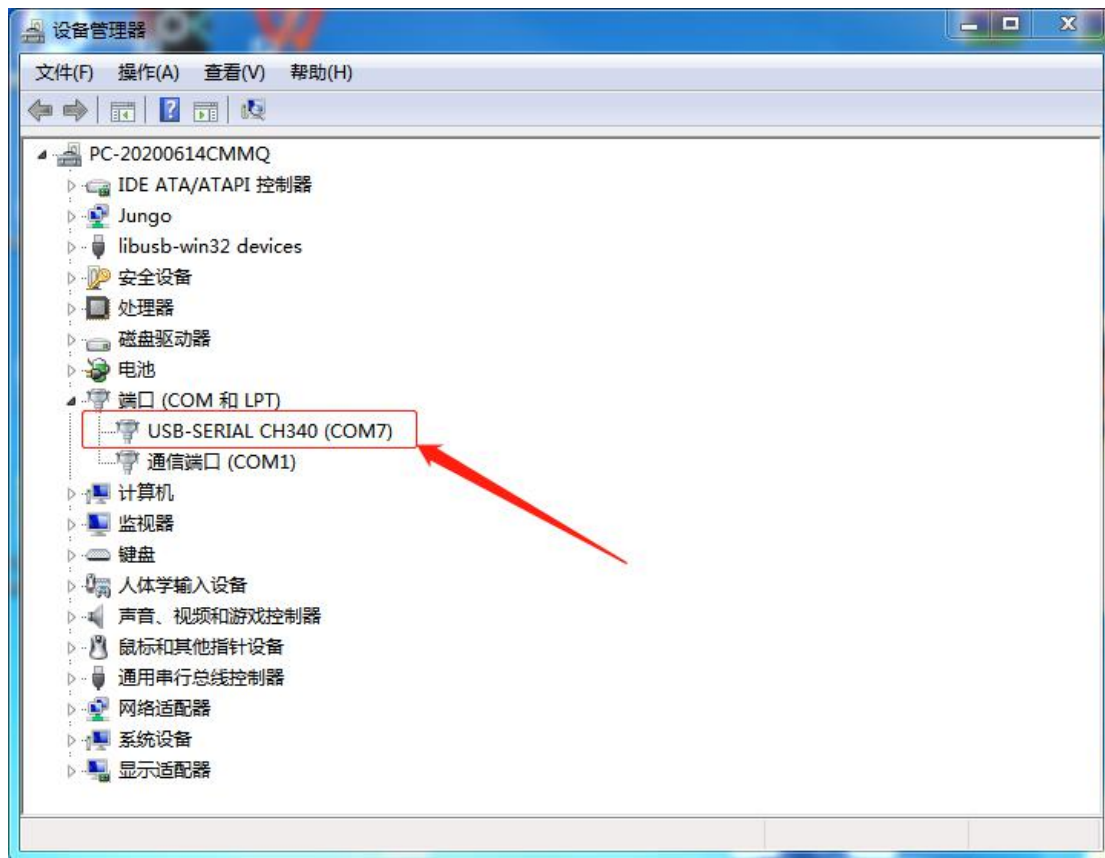 设备管理器
文件(F) 操作(A) 查看(V) 帮助(H)
PC-20200614CMMQ
IDE ATA/ATAPI 控制器
Jungo
libusb-win32 devices
安全设备
处理器
磁盘驱动器
电池
端口 (COM 和 LPT)
USB-SERIAL CH340 (COM7)
通信端口 (COM1)
计算机
监视器
键盘
人体学输入设备
声音、视频和游戏控制器
鼠标和其他指针设备
通用串行总线控制器
网络适配器
系统设备
显示适配器